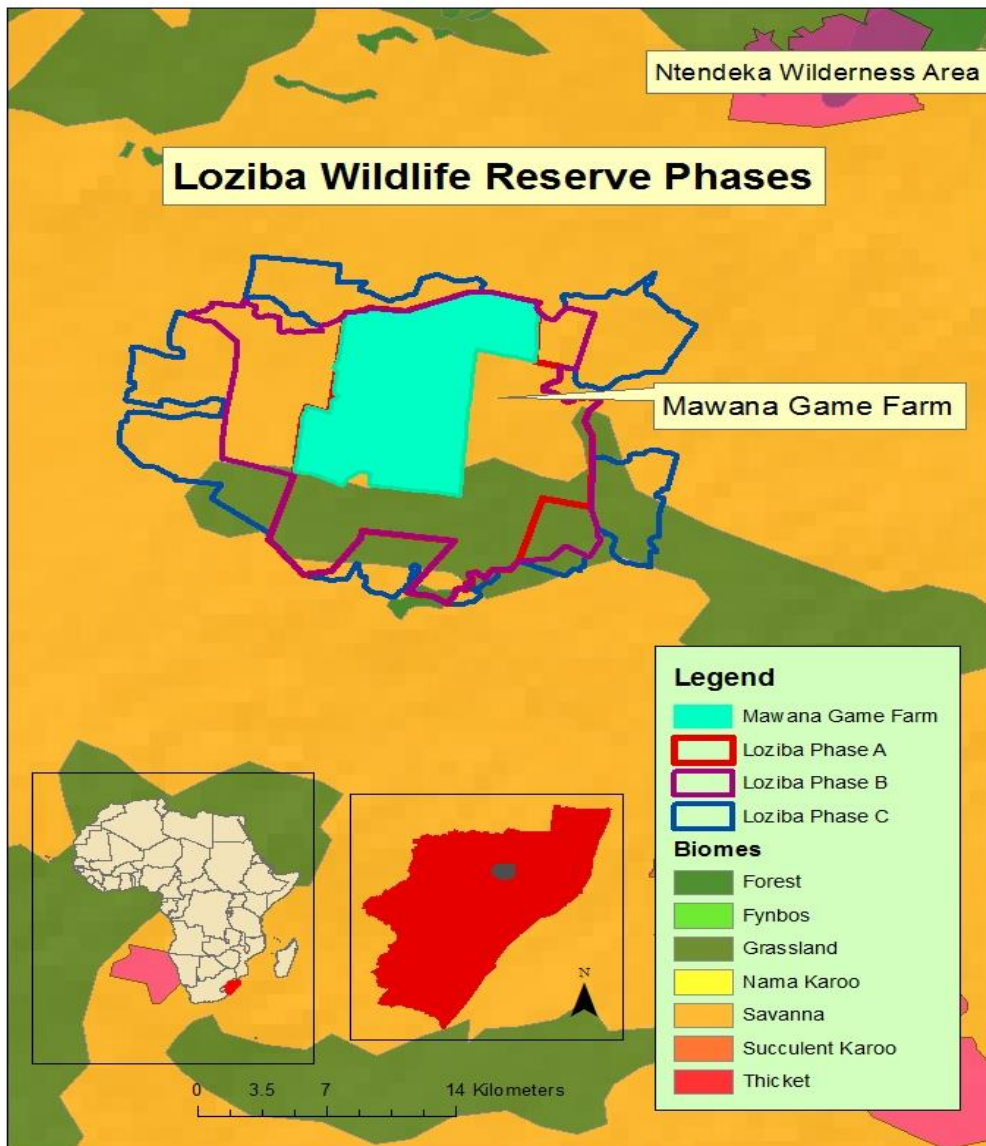 Ntendeka Wilderness Area
Loziba Wildlife Reserve Phases
Mawana Game Farm
Legend
Mawana Game Farm
Loziba Phase A
Loziba Phase B
Loziba Phase C
Biomes
Forest
Fynbos
Grassland
Nama Karoo
Savanna
Succulent Karoo
Thicket
N
0 3.5 7 14 Kilometers